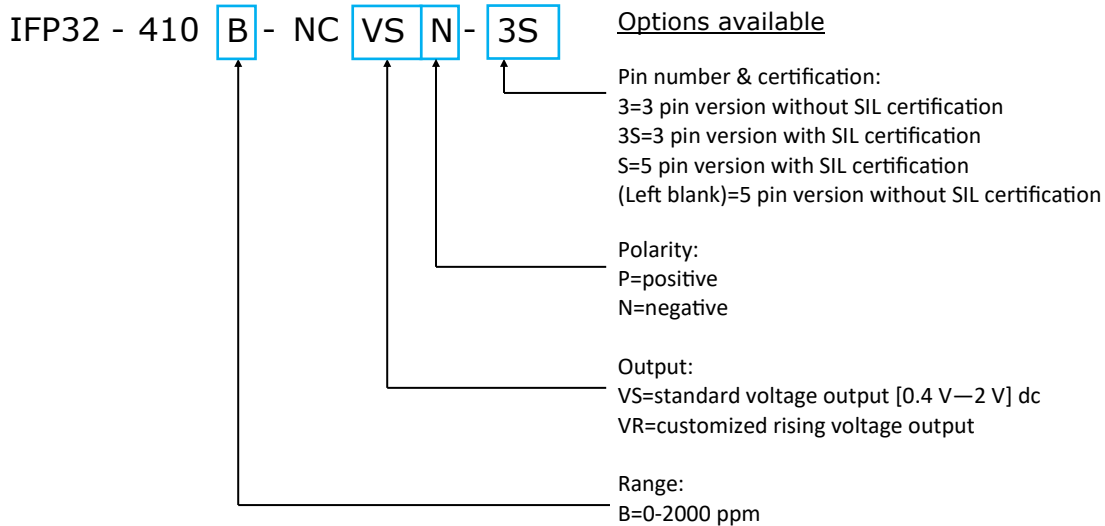 IFP32 - 410 B - NC VS N - 3S
Options available
Pin number & certification:
3=3 pin version without SIL certification
3S=3 pin version with SIL certification
S=5 pin version with SIL certification
(Left blank)=5 pin version without SIL certification
Polarity:
P=positive
N=negative
Output:
VS=standard voltage output [0.4 V—2 V] dc
VR=customized rising voltage output
Range:
B=0-2000 ppm